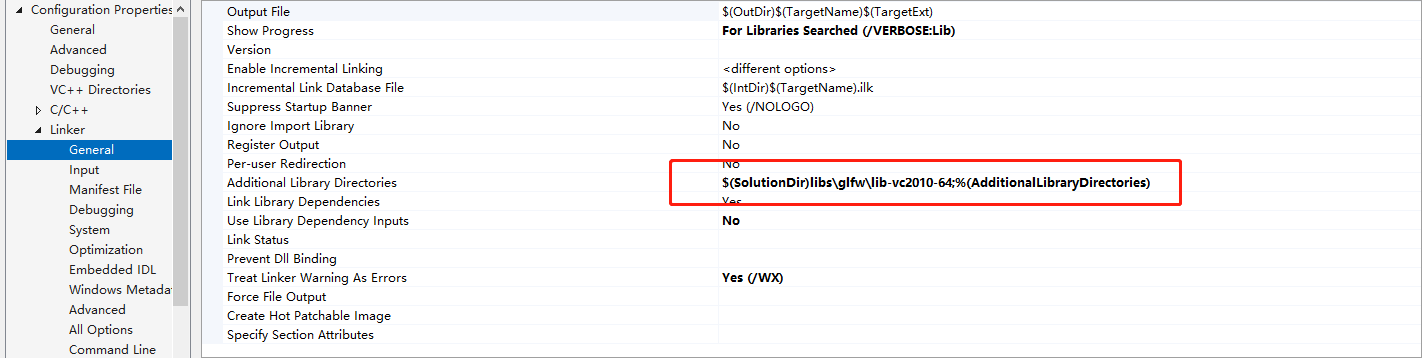 Configuration Properties
General
Advanced
Debugging
VC++ Directories
C/C++
Linker
General
Input
Manifest File
Debugging
System
Optimization
Embedded IDL
Windows Metada
Advanced
All Options
Command Line
Output File $(OutDir)$(TargetName)$(TargetExt)
Show Progress For Libraries Searched (/VERBOSE:Lib)
Version
Enable Incremental Linking <different options>
Incremental Link Database File $(IntDir)$(TargetName).ilk
Suppress Startup Banner Yes (/NOLOGO)
Ignore Import Library No
Register Output No
Per-user Redirection No
Additional Library Directories $(SolutionDir)libs\glfw\lib-vc2010-64;%(AdditionalLibraryDirectories)
Link Library Dependencies Yes
Use Library Dependency Inputs No
Link Status
Prevent Dll Binding
Treat Linker Warning As Errors Yes (/WX)
Force File Output
Create Hot Patchable Image
Specify Section Attributes